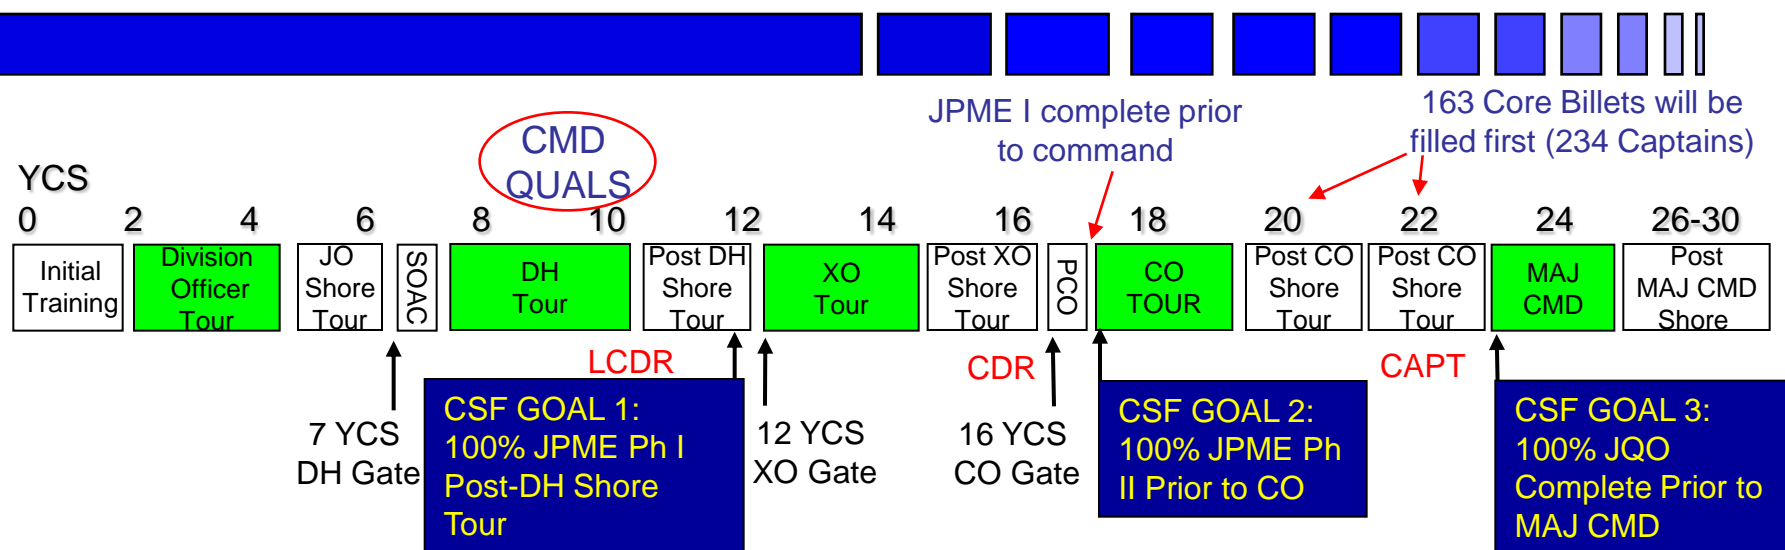 JPME I complete prior
to command
163 Core Billets will be
filled first (234 Captains)
CMD
QUALS
YCS
0 2 4 6 8 10 12 14 16 18 20 22 24 26-30
Initial
Training
Division
Officer
Tour
JO
Shore
Tour
SOAC
DH
Tour
Post DH
Shore
Tour
XO
Tour
Post XO
Shore
Tour
PCO
CO
TOUR
Post CO
Shore
Tour
Post CO
Shore
Tour
MAJ
CMD
Post
MAJ CMD
Shore
LCDR
CDR
CAPT
7 YCS
DH Gate
CSF GOAL 1:
100% JPME Ph I
Post-DH Shore
Tour
12 YCS
XO Gate
16 YCS
CO Gate
CSF GOAL 2:
100% JPME Ph
II Prior to CO
CSF GOAL 3:
100% JQO
Complete Prior to
MAJ CMD